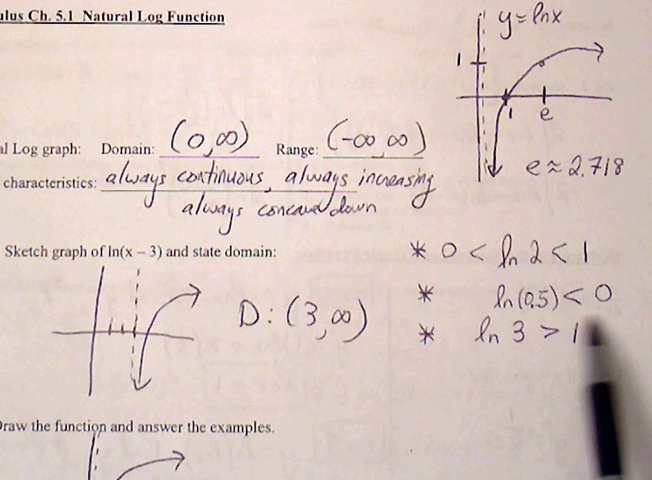 lus Ch. 5.1 Natural Log Function
y = ln x
1
1 e
e ≈ 2.718
al Log graph: Domain: (0,∞) Range: (-∞,∞)
characteristics: always continuous, always increasing
always concave down
Sketch graph of ln(x – 3) and state domain:
D: (3,∞)
* 0 < ln 2 < 1
* ln(0.5) < 0
* ln 3 > 1
Draw the function and answer the examples.